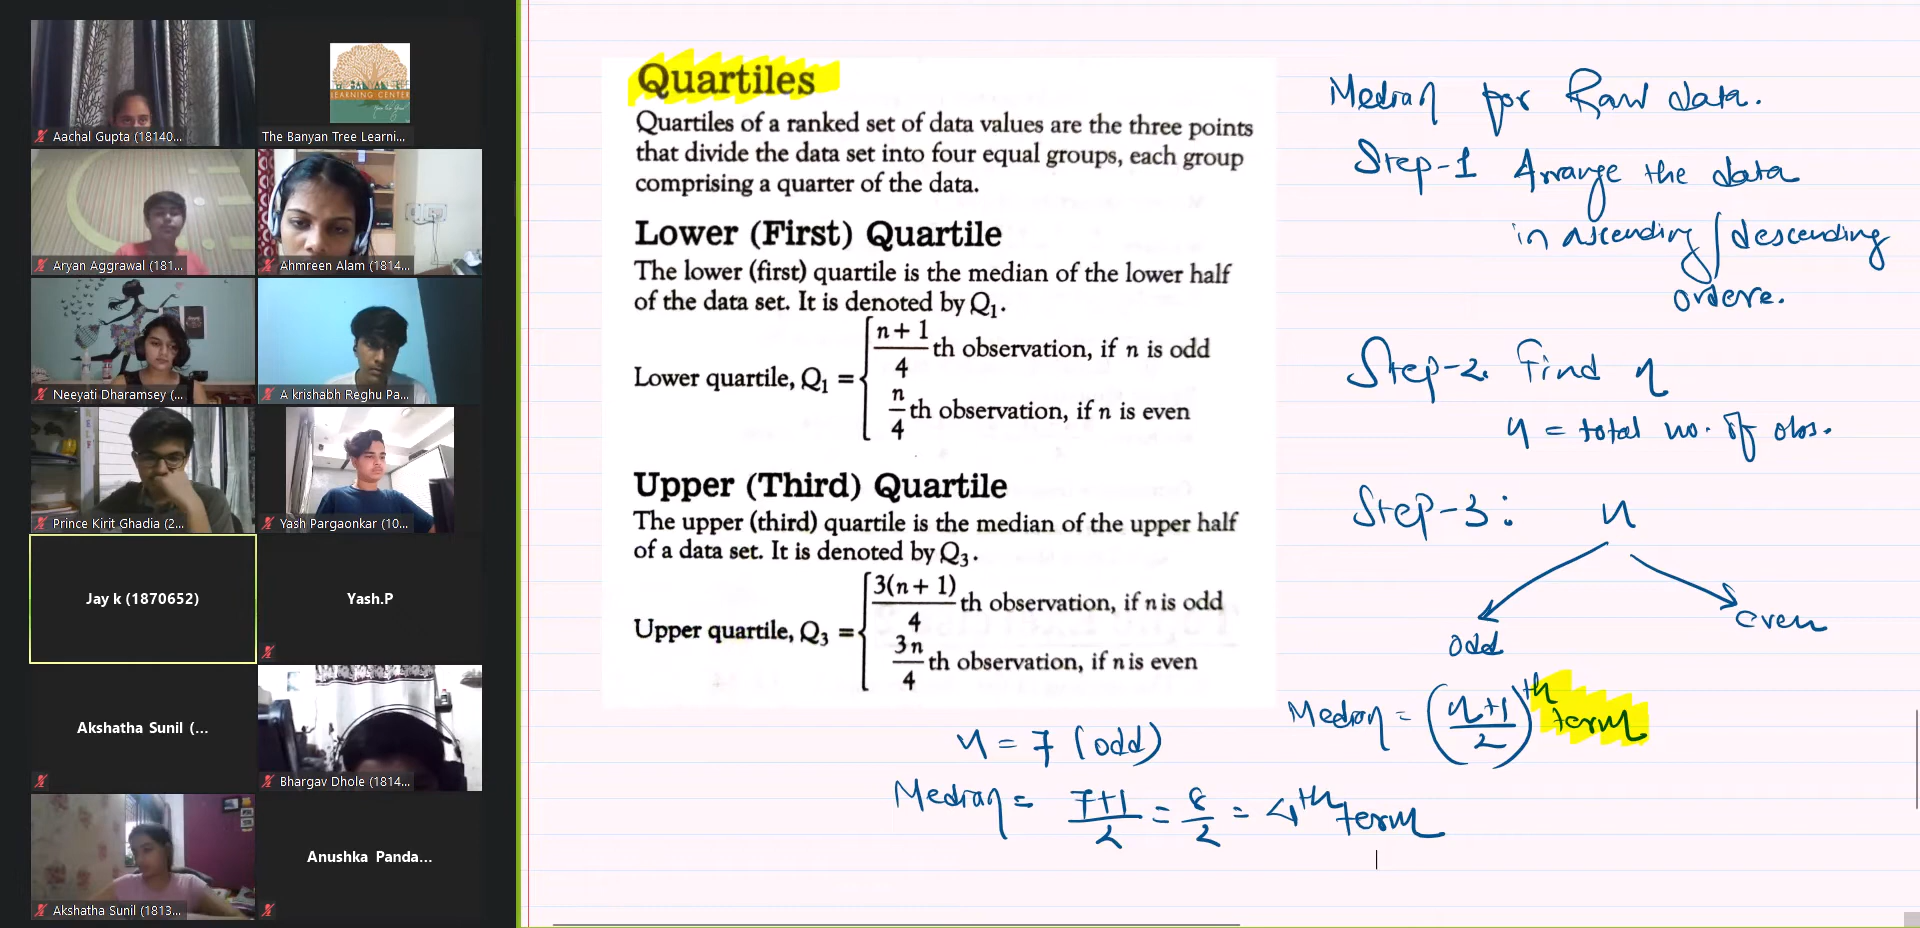 Aachal Gupta (18140...
LEARNING CENTER
The Banyan Tree Learni...
Aryan Aggrawal (181...
Ahmreen Alam (1814...
Neeyati Dharamsey (...
A krishabh Reghu Pa...
Prince Kirit Ghadia (2...
Yash Pargaonkar (10...
Jay k (1870652)
Yash.P
Akshatha Sunil (...
Bhargav Dhole (1814...
Akshatha Sunil (1813...
Anushka Panda...
Quartiles
Quartiles of a ranked set of data values are the three points
that divide the data set into four equal groups, each group
comprising a quarter of the data.
Lower (First) Quartile
The lower (first) quartile is the median of the lower half
of the data set. It is denoted by Q₁.
Lower quartile, Q₁ = { (n + 1)/4 th observation, if n is odd
n/4 th observation, if n is even
Upper (Third) Quartile
The upper (third) quartile is the median of the upper half
of a data set. It is denoted by Q₃.
Upper quartile, Q₃ = { 3(n + 1)/4 th observation, if n is odd
3n/4 th observation, if n is even
n = 7 (odd)
Median = (7+1)/2 = 8/2 = 4th term
Median for Raw data.
Step-1 Arrange the data
in ascending/descending
ordere.
Step-2. Find n
n = total no. of obs.
Step-3: n
odd
even
Median = ((n+1)/2)th term